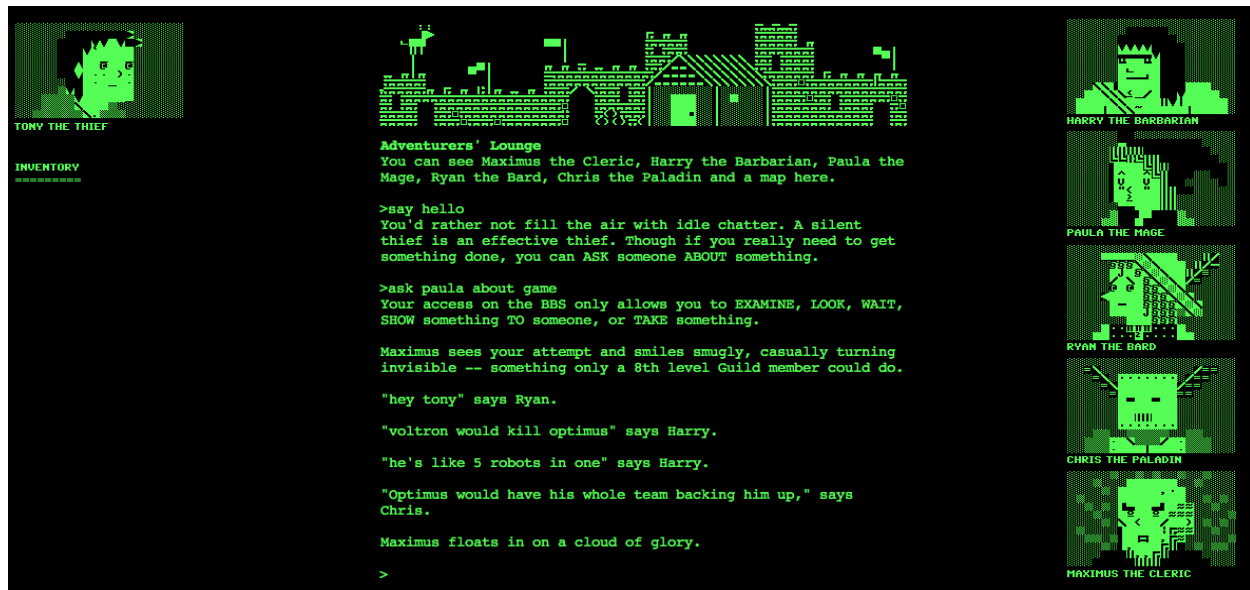 TONY THE THIEF
INVENTORY
=========
Adventurers' Lounge
You can see Maximus the Cleric, Harry the Barbarian, Paula the
Mage, Ryan the Bard, Chris the Paladin and a map here.
>say hello
You'd rather not fill the air with idle chatter. A silent
thief is an effective thief. Though if you really need to get
something done, you can ASK someone ABOUT something.
>ask paula about game
Your access on the BBS only allows you to EXAMINE, LOOK, WAIT,
SHOW something TO someone, or TAKE something.
Maximus sees your attempt and smiles smugly, casually turning
invisible -- something only a 8th level Guild member could do.
"hey tony" says Ryan.
"voltron would kill optimus" says Harry.
"he's like 5 robots in one" says Harry.
"Optimus would have his whole team backing him up," says
Chris.
Maximus floats in on a cloud of glory.
>
HARRY THE BARBARIAN
PAULA THE MAGE
RYAN THE BARD
CHRIS THE PALADIN
MAXIMUS THE CLERIC